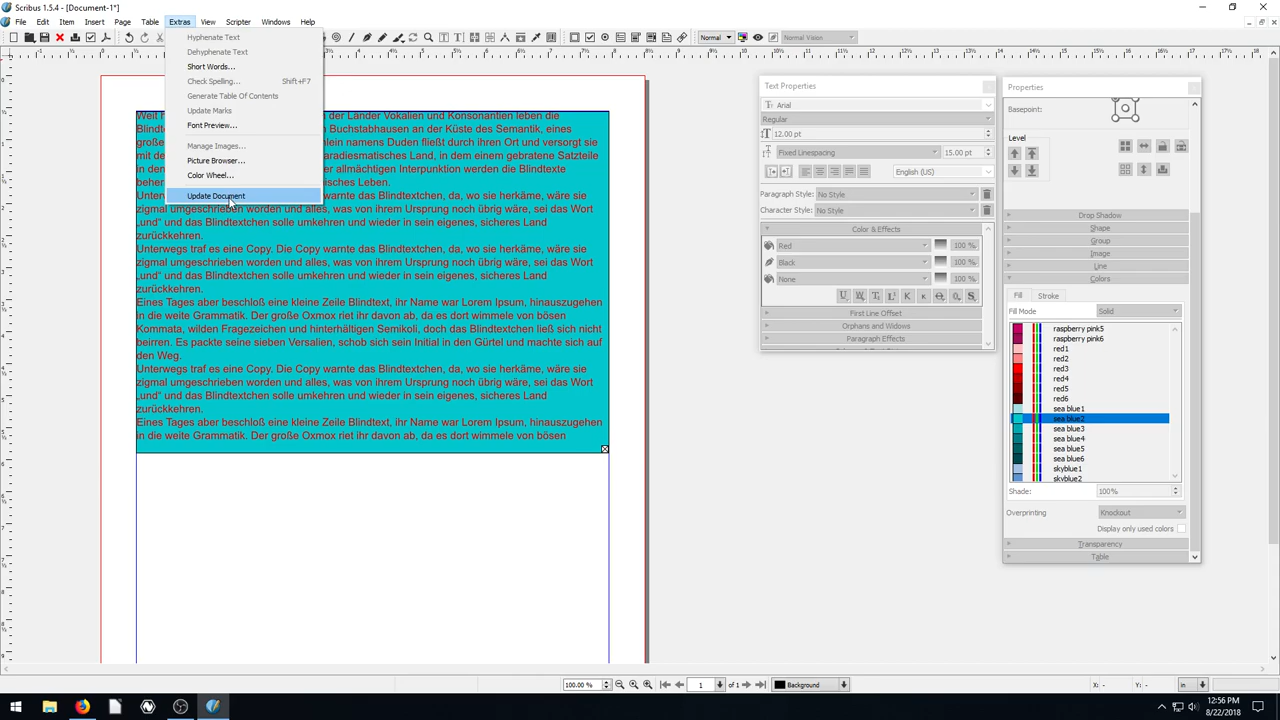 Scribus 1.5.4 - [Document-1*]
File Edit Item Insert Page Table Extras View Scripter Windows Help
Normal
Normal Vision
Hyphenate Text
Dehyphenate Text
Short Words...
Check Spelling... Shift+F7
Generate Table Of Contents
Update Marks
Font Preview...
Manage Images...
Picture Browser...
Color Wheel...
Update Document
der Länder Vokalien und Konsonantien leben die
Blindte Buchstabhausen an der Küste des Semantik, eines
große hlein namens Duden fließt durch ihren Ort und versorgt sie
mit de aradiesmatisches Land, in dem einem gebratene Satzteile
in den r allmächtigen Interpunktion werden die Blindtexte
beher isches Leben.
Unterw warnte das Blindtextchen, da, wo sie herkäme, wäre sie
zigmal umgeschrieben worden und alles, was von ihrem Ursprung noch übrig wäre, sei das Wort
„und“ und das Blindtextchen solle umkehren und wieder in sein eigenes, sicheres Land
zurückkehren.
Unterwegs traf es eine Copy. Die Copy warnte das Blindtextchen, da, wo sie herkäme, wäre sie
zigmal umgeschrieben worden und alles, was von ihrem Ursprung noch übrig wäre, sei das Wort
„und“ und das Blindtextchen solle umkehren und wieder in sein eigenes, sicheres Land
zurückkehren.
Eines Tages aber beschloß eine kleine Zeile Blindtext, ihr Name war Lorem Ipsum, hinauszugehen
in die weite Grammatik. Der große Oxmox riet ihr davon ab, da es dort wimmele von bösen
Kommata, wilden Fragezeichen und hinterhältigen Semikoli, doch das Blindtextchen ließ sich nicht
beirren. Es packte seine sieben Versalien, schob sich sein Initial in den Gürtel und machte sich auf
den Weg.
Unterwegs traf es eine Copy. Die Copy warnte das Blindtextchen, da, wo sie herkäme, wäre sie
zigmal umgeschrieben worden und alles, was von ihrem Ursprung noch übrig wäre, sei das Wort
„und“ und das Blindtextchen solle umkehren und wieder in sein eigenes, sicheres Land
zurückkehren.
Eines Tages aber beschloß eine kleine Zeile Blindtext, ihr Name war Lorem Ipsum, hinauszugehen
in die weite Grammatik. Der große Oxmox riet ihr davon ab, da es dort wimmele von bösen
Text Properties
Arial
Regular
12.00 pt
Fixed Linespacing 15.00 pt
English (US)
Paragraph Style: No Style
Character Style: No Style
Color & Effects
Red 100 %
Black 100 %
None 100 %
First Line Offset
Orphans and Widows
Paragraph Effects
Properties
Basepoint:
Level
Drop Shadow
Shape
Group
Image
Line
Colors
Fill Stroke
Fill Mode Solid
raspberry pink5
raspberry pink6
red1
red2
red3
red4
red5
red6
sea blue1
sea blue2
sea blue3
sea blue4
sea blue5
sea blue6
skyblue1
skyblue2
Shade: 100%
Overprinting Knockout
Display only used colors
Transparency
Table
100.00 % 1 of 1 Background X: - Y: - in
12:56 PM
8/22/2018